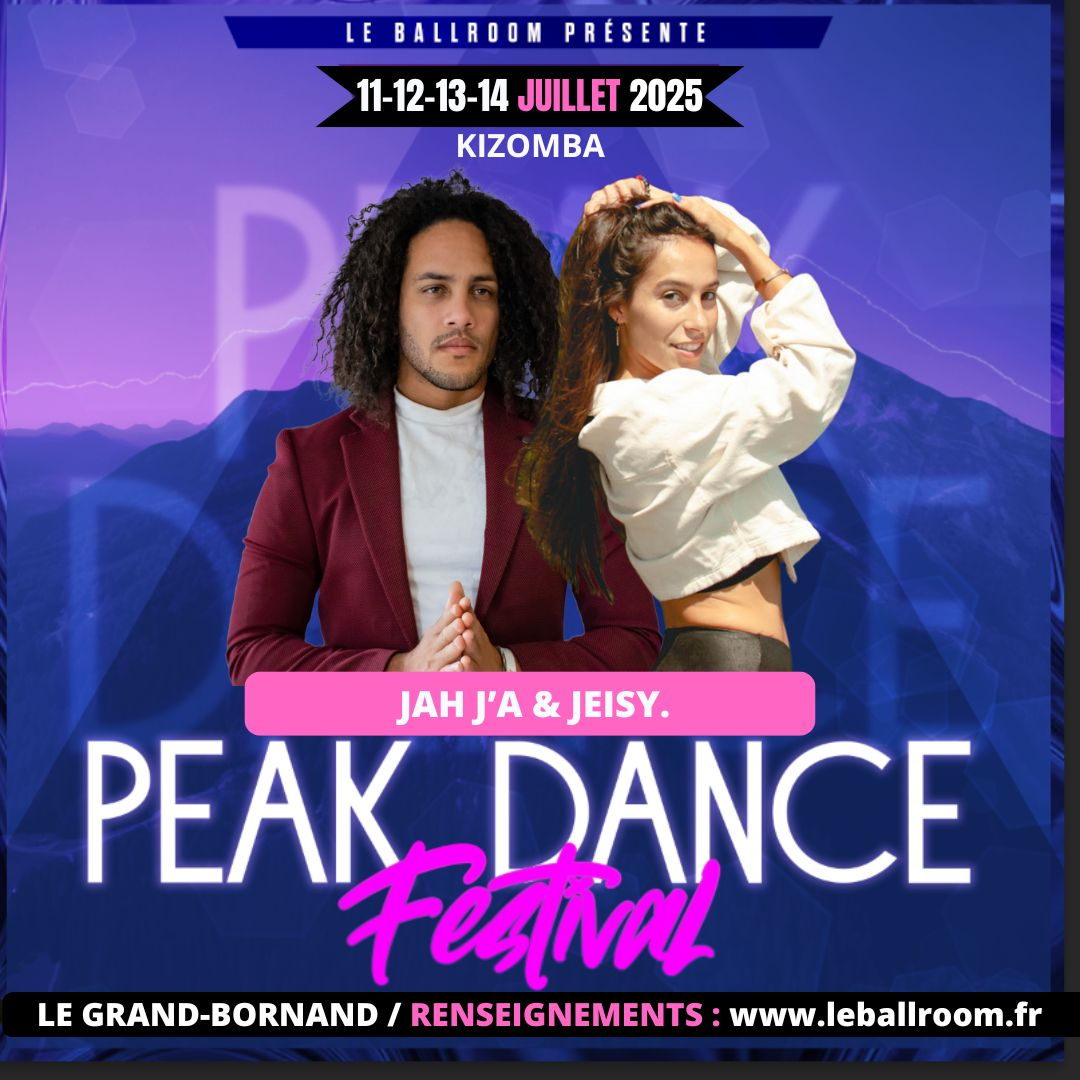 LE BALLROOM PRÉSENTE
11-12-13-14 JUILLET 2025
KIZOMBA
JAH J’A & JEISY.
PEAK DANCE
Festival
LE GRAND-BORNAND / RENSEIGNEMENTS : www.leballroom.fr